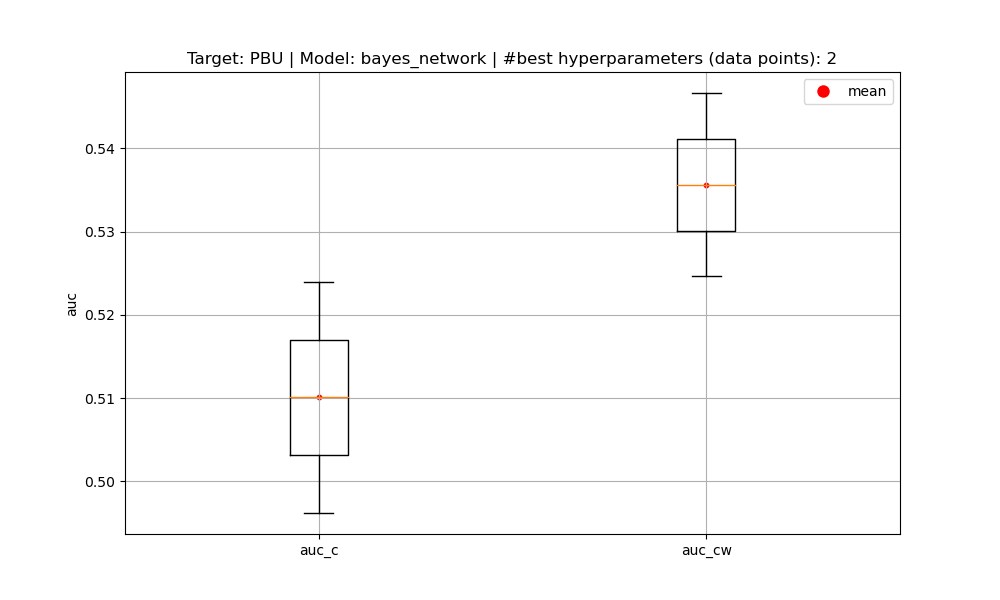 Target: PBU | Model: bayes_network | #best hyperparameters (data points): 2
mean
0.54
0.53
0.52
0.51
0.50
auc
auc_c
auc_cw